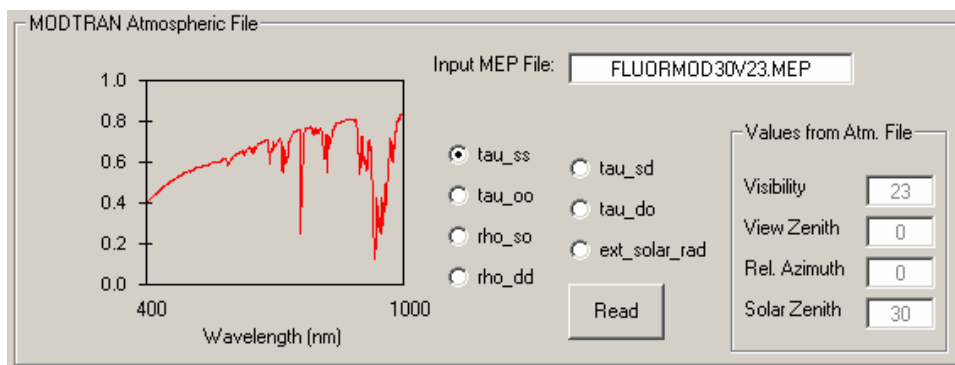 MODTRAN Atmospheric File
Input MEP File: FLUORMOD30V23.MEP
1.0
0.8
0.6
0.4
0.2
0.0
400 1000
Wavelength (nm)
tau_ss
tau_oo
rho_so
rho_dd
tau_sd
tau_do
ext_solar_rad
Read
Values from Atm. File
Visibility 23
View Zenith 0
Rel. Azimuth 0
Solar Zenith 30